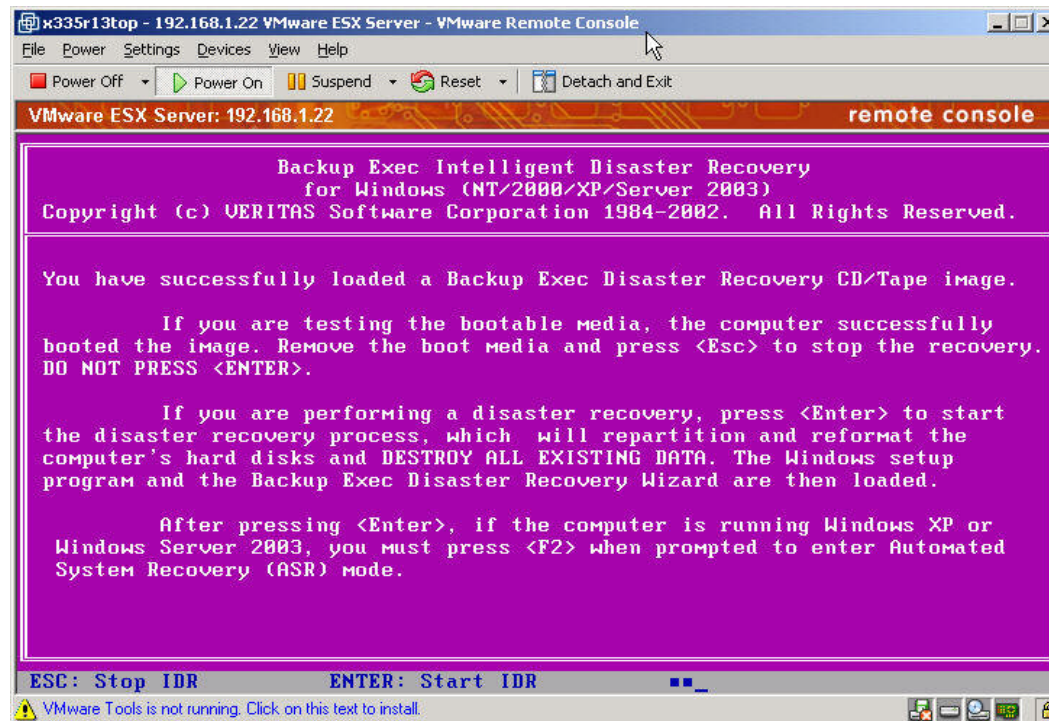 x335r13top - 192.168.1.22 VMware ESX Server - VMware Remote Console
File Power Settings Devices View Help
Power Off Power On Suspend Reset Detach and Exit
VMware ESX Server: 192.168.1.22 remote console
Backup Exec Intelligent Disaster Recovery
for Windows (NT/2000/XP/Server 2003)
Copyright (c) VERITAS Software Corporation 1984-2002. All Rights Reserved.
You have successfully loaded a Backup Exec Disaster Recovery CD/Tape image.
If you are testing the bootable media, the computer successfully
booted the image. Remove the boot media and press <Esc> to stop the recovery.
DO NOT PRESS <ENTER>.
If you are performing a disaster recovery, press <Enter> to start
the disaster recovery process, which will repartition and reformat the
computer's hard disks and DESTROY ALL EXISTING DATA. The Windows setup
program and the Backup Exec Disaster Recovery Wizard are then loaded.
After pressing <Enter>, if the computer is running Windows XP or
Windows Server 2003, you must press <F2> when prompted to enter Automated
System Recovery (ASR) mode.
ESC: Stop IDR ENTER: Start IDR
VMware Tools is not running. Click on this text to install.